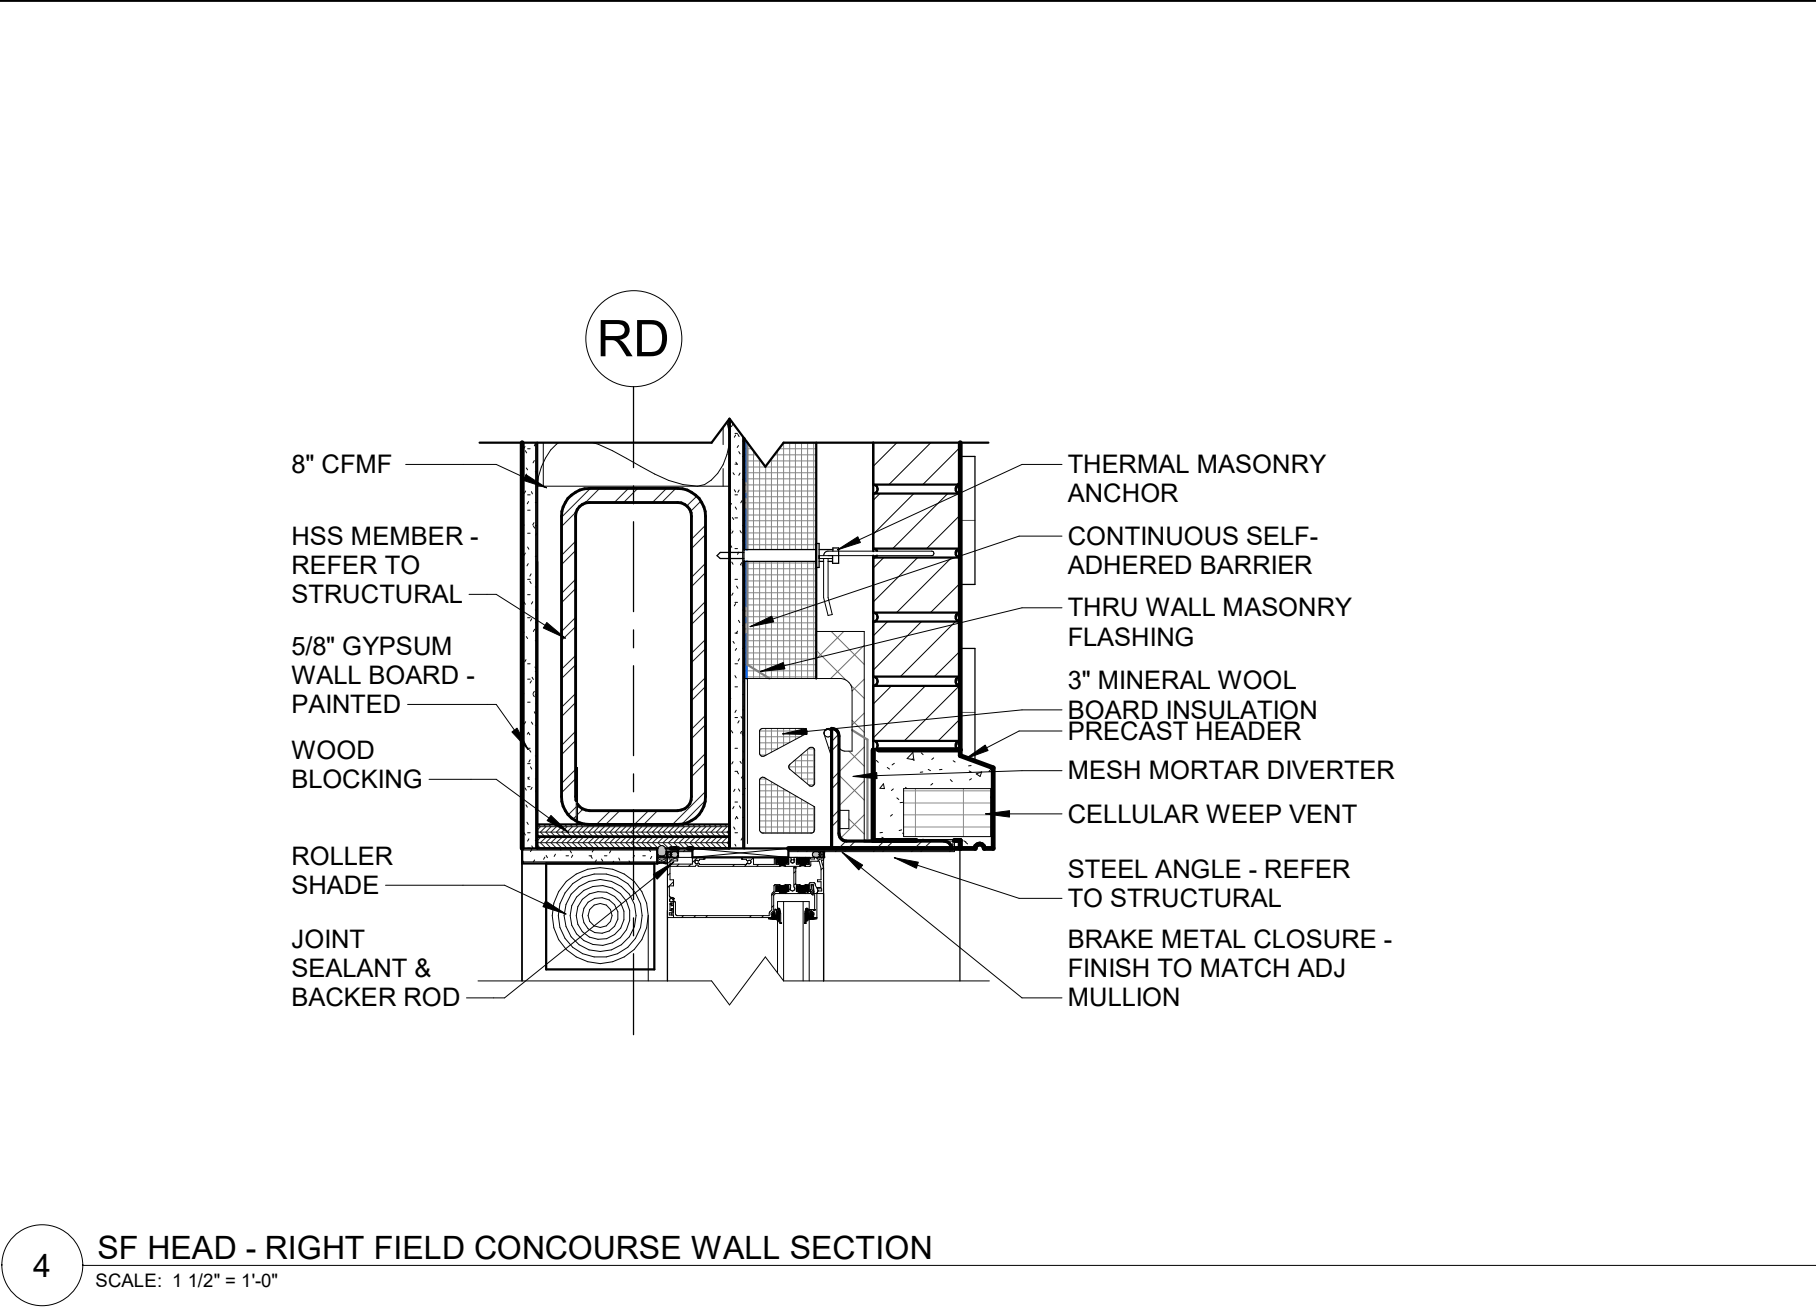 RD
8" CFMF
HSS MEMBER -
REFER TO
STRUCTURAL
5/8" GYPSUM
WALL BOARD -
PAINTED
WOOD
BLOCKING
ROLLER
SHADE
JOINT
SEALANT &
BACKER ROD
THERMAL MASONRY
ANCHOR
CONTINUOUS SELF-
ADHERED BARRIER
THRU WALL MASONRY
FLASHING
3" MINERAL WOOL
BOARD INSULATION
PRECAST HEADER
MESH MORTAR DIVERTER
CELLULAR WEEP VENT
STEEL ANGLE - REFER
TO STRUCTURAL
BRAKE METAL CLOSURE -
FINISH TO MATCH ADJ
MULLION
4
SF HEAD - RIGHT FIELD CONCOURSE WALL SECTION
SCALE: 1 1/2" = 1'-0"